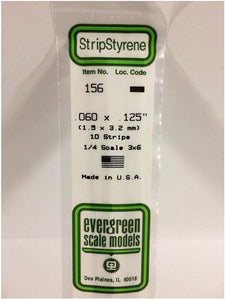 StripStyrene
Item No. Loc. Code
156
.060 x .125"
(1.5 x 3.2 mm)
10 Strips
1/4 Scale 3x6
Made in U.S.A.
evergreen
scale models
Des Plaines, IL 60018